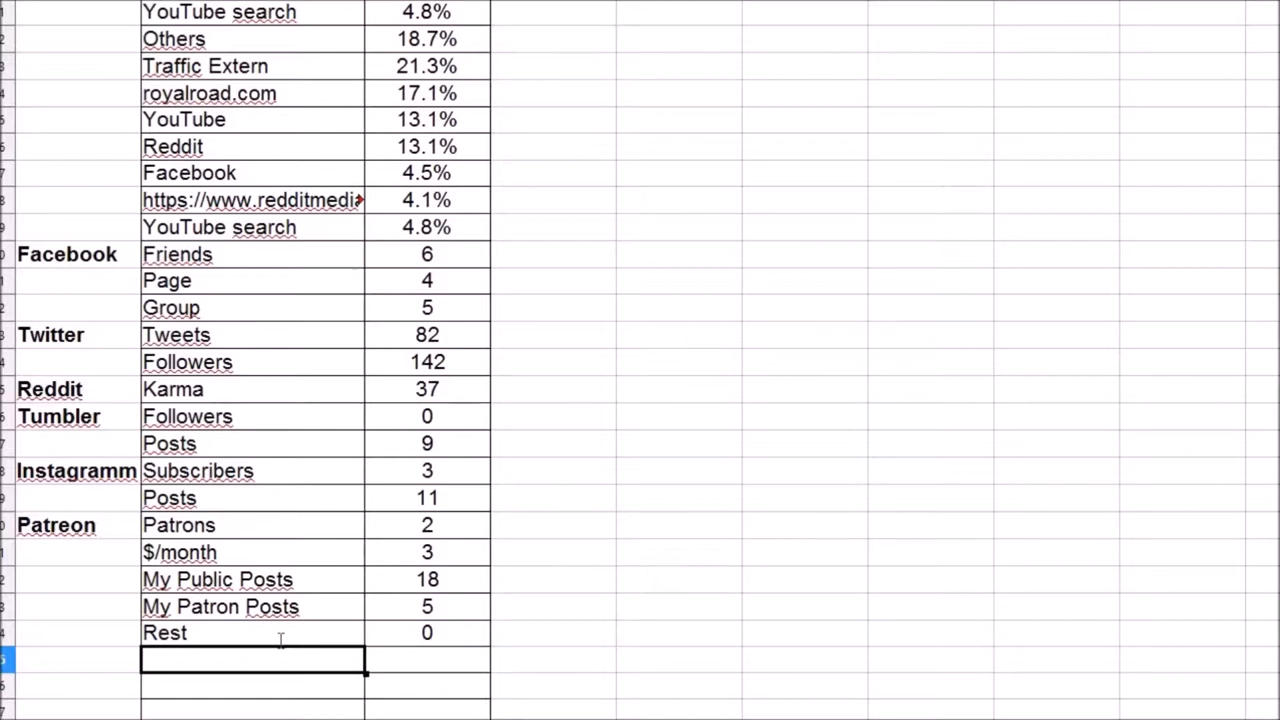 YouTube search 4.8%
Others 18.7%
Traffic Extern 21.3%
royalroad.com 17.1%
YouTube 13.1%
Reddit 13.1%
Facebook 4.5%
https://www.redditmedia 4.1%
YouTube search 4.8%
Facebook Friends 6
Page 4
Group 5
Twitter Tweets 82
Followers 142
Reddit Karma 37
Tumbler Followers 0
Posts 9
Instagramm Subscribers 3
Posts 11
Patreon Patrons 2
$/month 3
My Public Posts 18
My Patron Posts 5
Rest 0